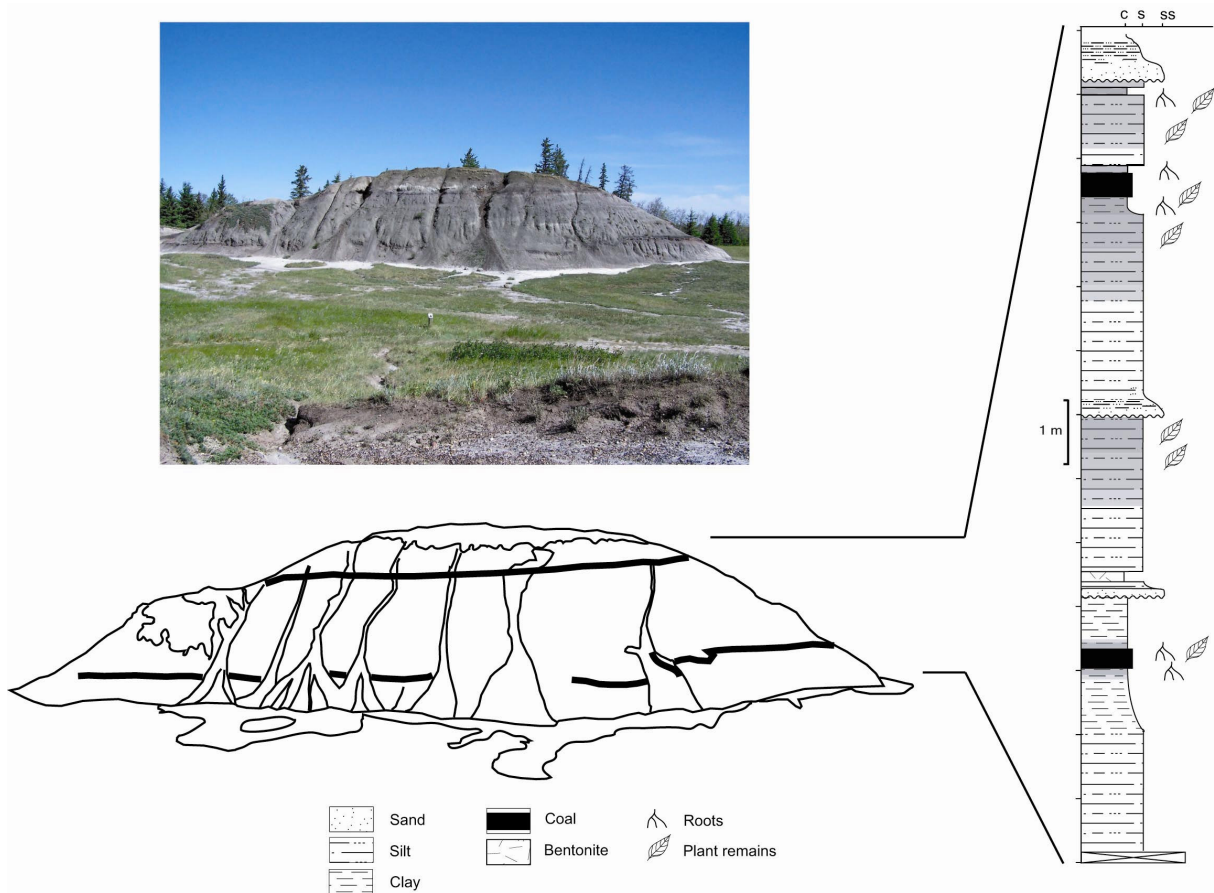 C S SS
1 m
Sand
Coal
Roots
Silt
Bentonite
Plant remains
Clay